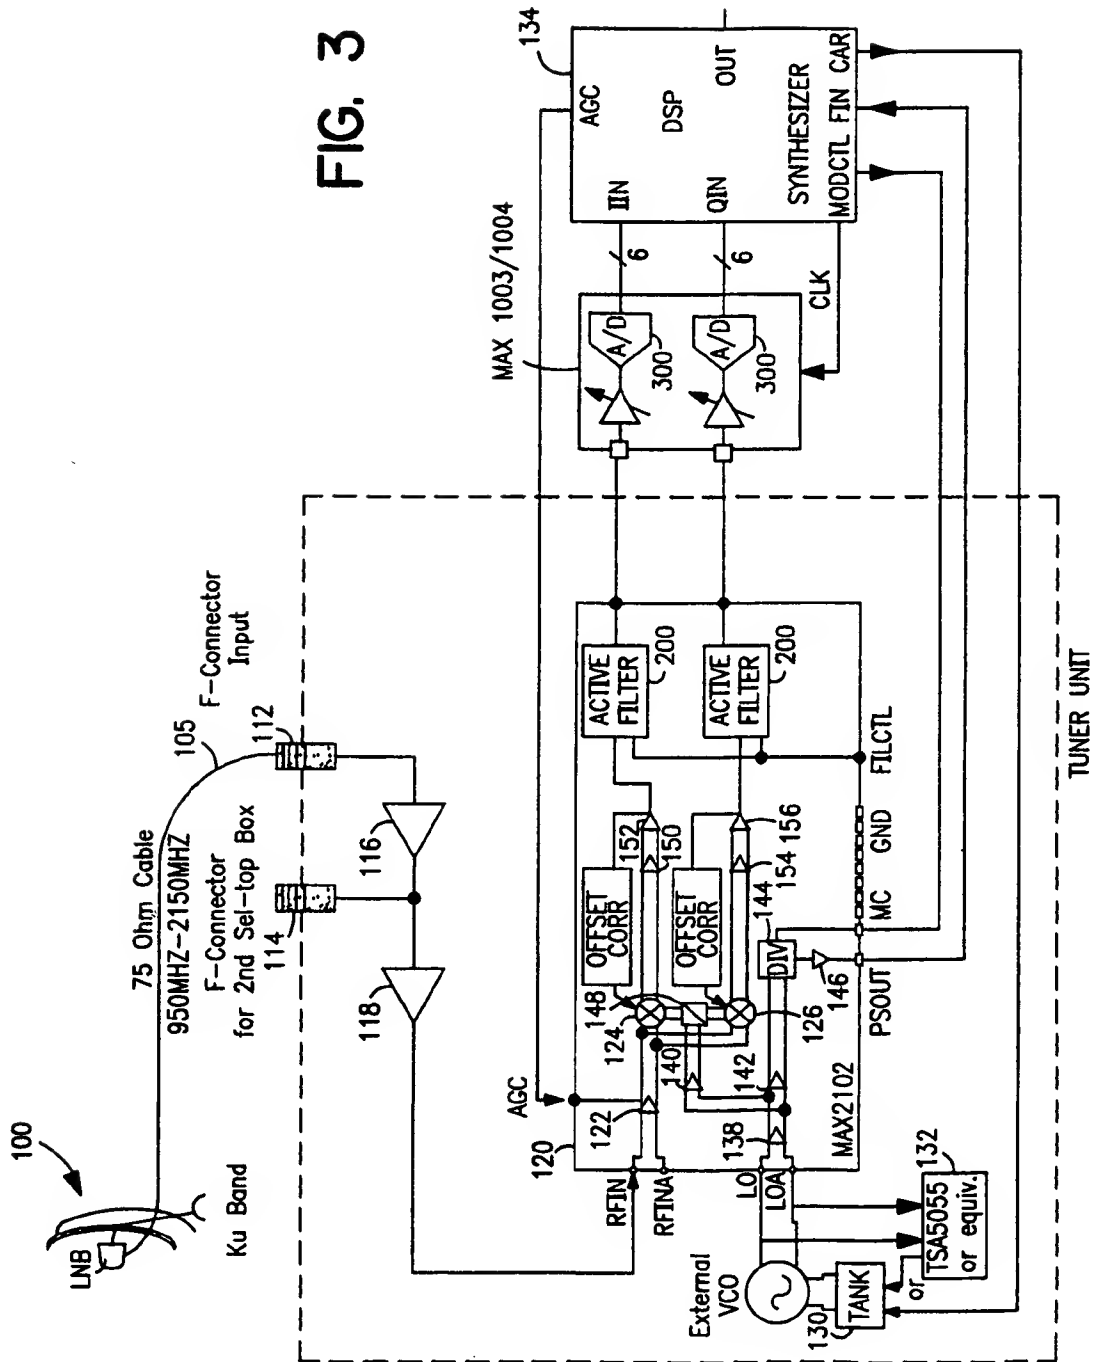 FIG. 3
100
LNB
Ku Band
75 Ohm Cable
950MHZ-2150MHZ
105
F-Connector
for 2nd Sel-top Box
114
F-Connector
Input
112
116
118
120
AGC
RFIN
RFINA
122
124
148
140
126
OFFSET
CORR
OFFSET
CORR
152
150
154
156
ACTIVE
FILTER
200
ACTIVE
FILTER
200
LO
LOA
138
142
DIV
144
146
MAX2102
PSOUT
MC
GND
FILCTL
External
VCO
TANK
130
or
TSA5055
or equiv.
132
TUNER UNIT
MAX 1003/1004
A/D
300
A/D
300
6
6
CLK
134
AGC
IIN
QIN
DSP
OUT
SYNTHESIZER
MODCTL
FIN
CAR